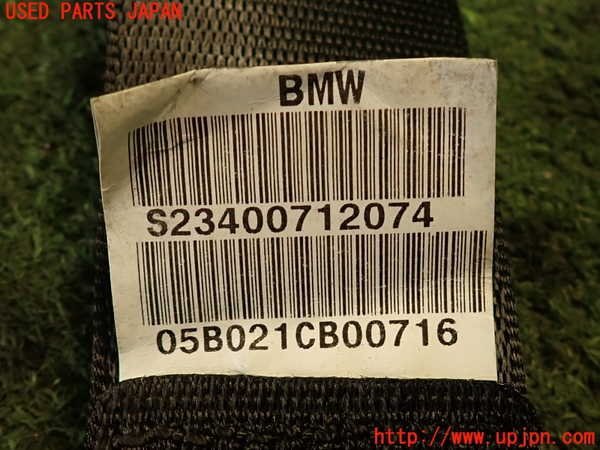 USED PARTS JAPAN
BMW
S23400712074
05B021CB00716
http://www.upjpn.com/